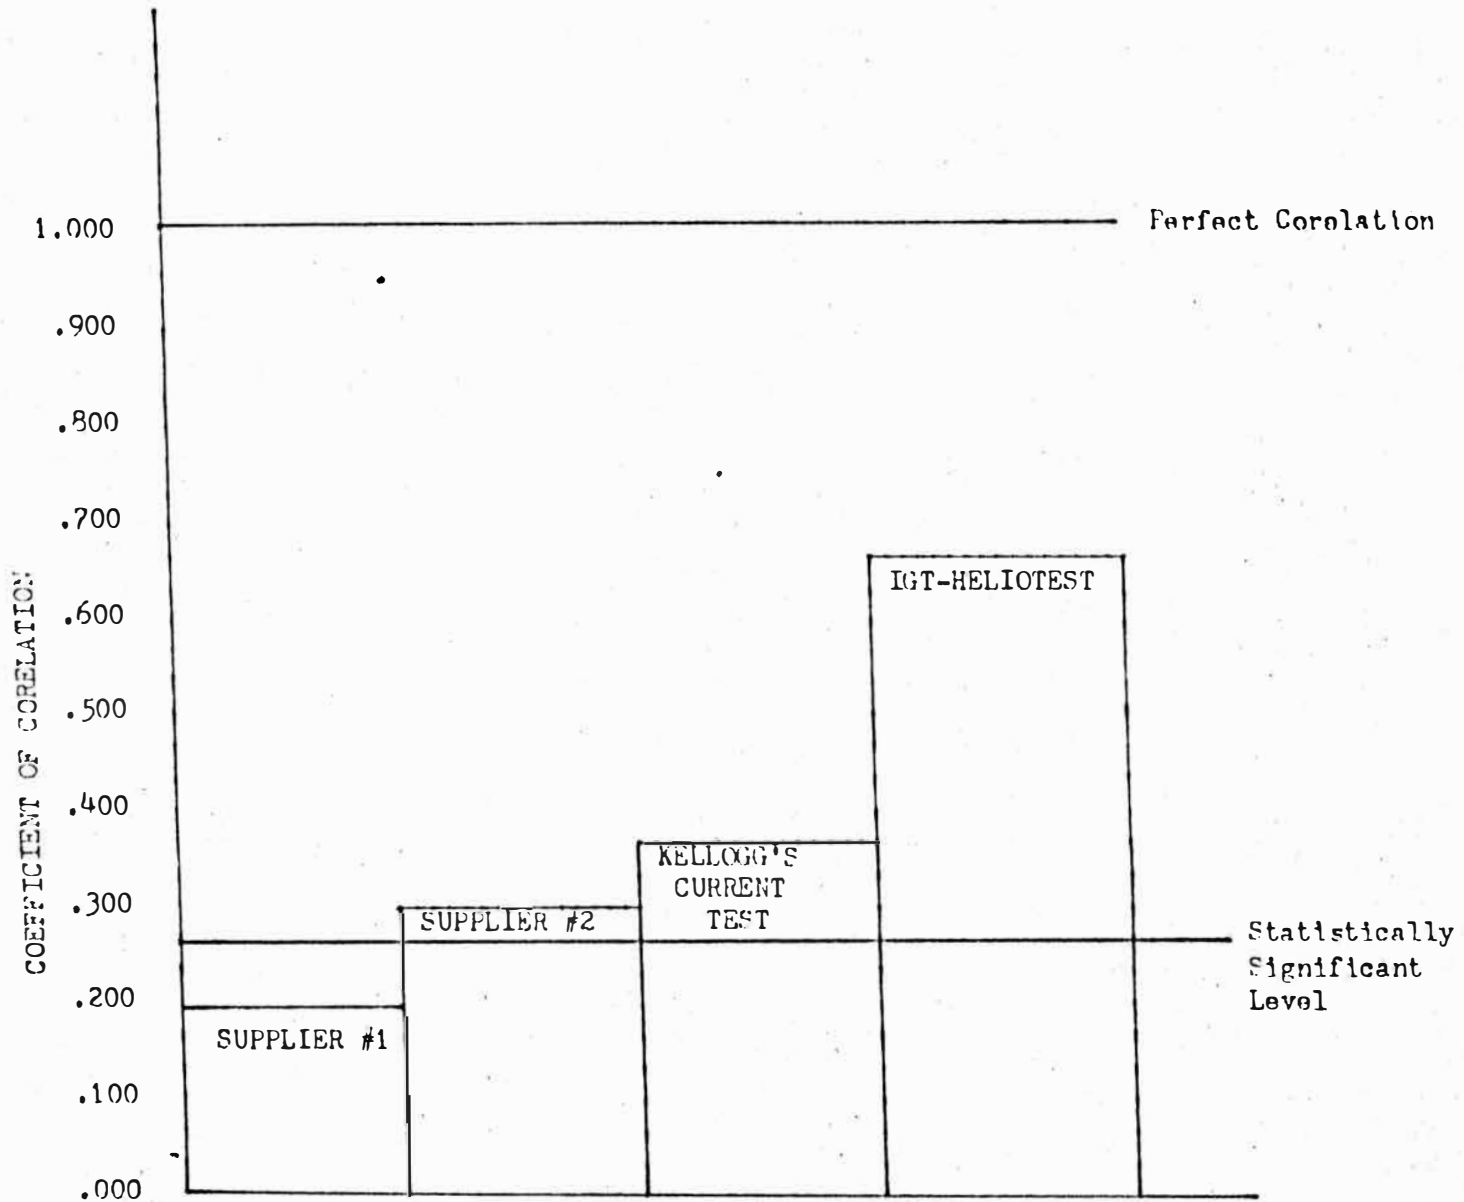 1.000
Perfect Corelation
.900
.800
.700
IGT-HELIOTEST
.600
COEFFICIENT OF CORELATION
.500
.400
KELLOGG'S
CURRENT
TEST
.300
SUPPLIER #2
Statistically
Significant
Level
.200
SUPPLIER #1
.100
.000